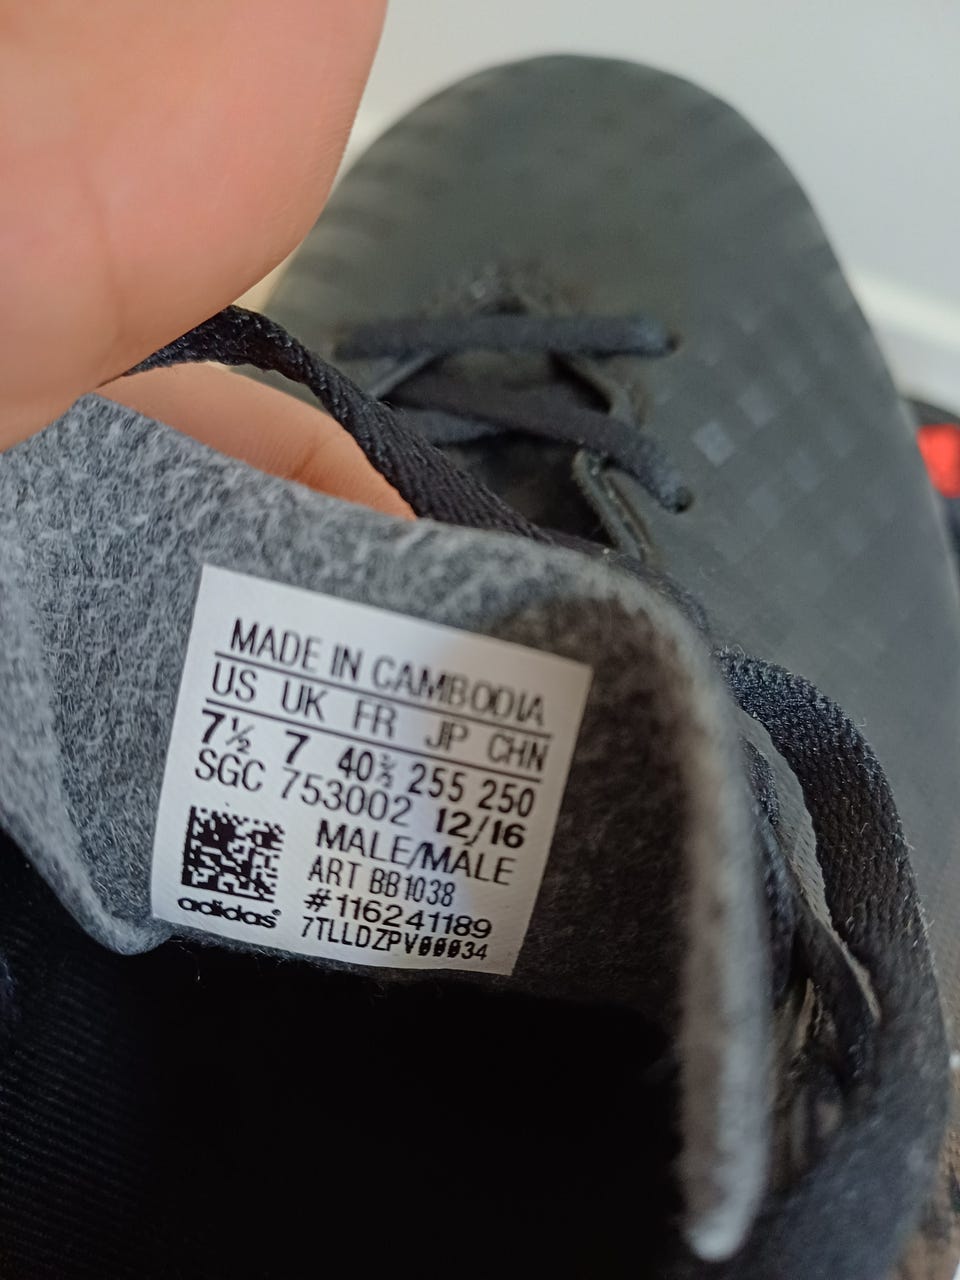 MADE IN CAMBODIA
US UK FR JP CHN
7½ 7 40⅔ 255 250
SGC 753002 12/16
MALE/MALE
ART BB1038
#116241189
7TLLDZPV00034
adidas®